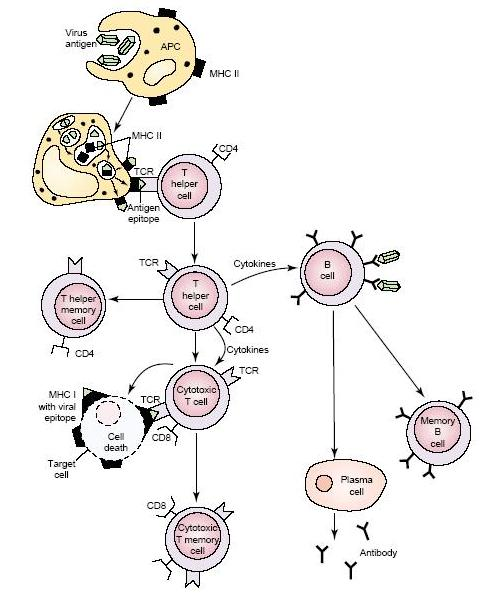 Virus
antigen
APC
MHC II
MHC II
CD4
TCR
T
helper
cell
Antigen
epitope
TCR
Cytokines
B
cell
T helper
memory
cell
T
helper
cell
CD4
CD4
Cytokines
TCR
MHC I
with viral
epitope
TCR
Cytotoxic
T cell
Cell
death
CD8
Target
cell
Memory
B
cell
Plasma
cell
CD8
Cytotoxic
T memory
cell
Antibody